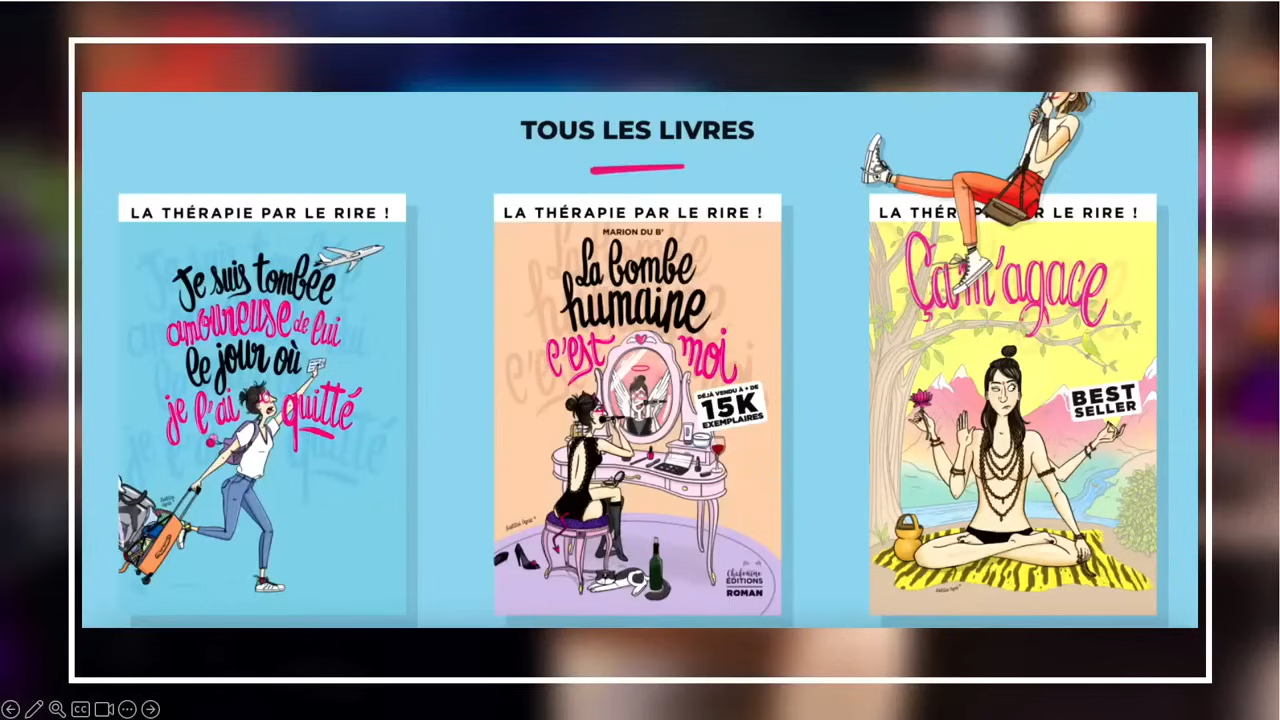 TOUS LES LIVRES
LA THÉRAPIE PAR LE RIRE !
Je suis tombée
amoureuse de lui
le jour où
je l'ai quitté
LA THÉRAPIE PAR LE RIRE !
MARION DU B'
La bombe
humaine
c'est moi
DÉJÀ VENDU À + DE
15K
EXEMPLAIRES
ÉDITIONS
ROMAN
LA THÉR PAR LE RIRE !
Ça m'agace
BEST
SELLER
CC